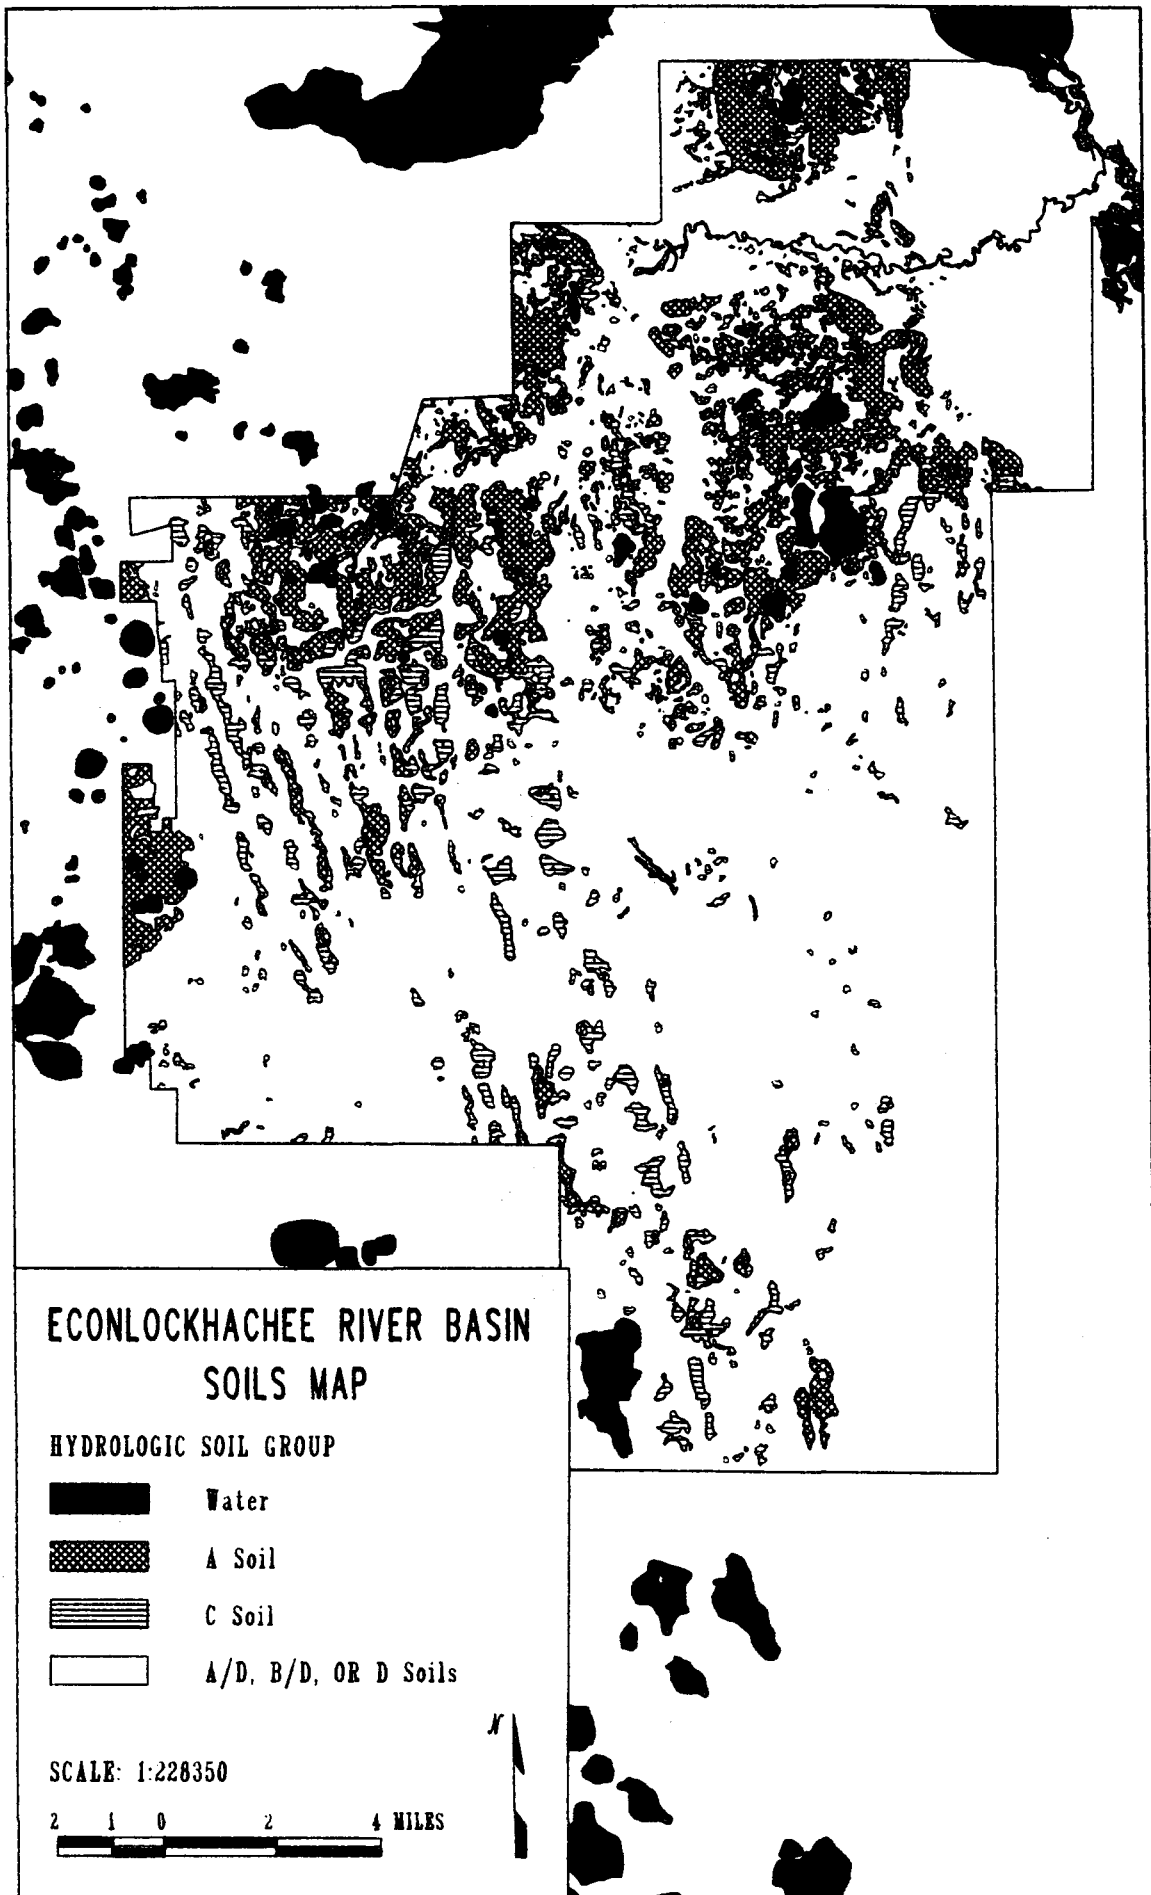 ECONLOCKHACHEE RIVER BASIN
SOILS MAP
HYDROLOGIC SOIL GROUP
Water
A Soil
C Soil
A/D, B/D, OR D Soils
N
SCALE: 1:228350
2 1 0 2 4 MILES